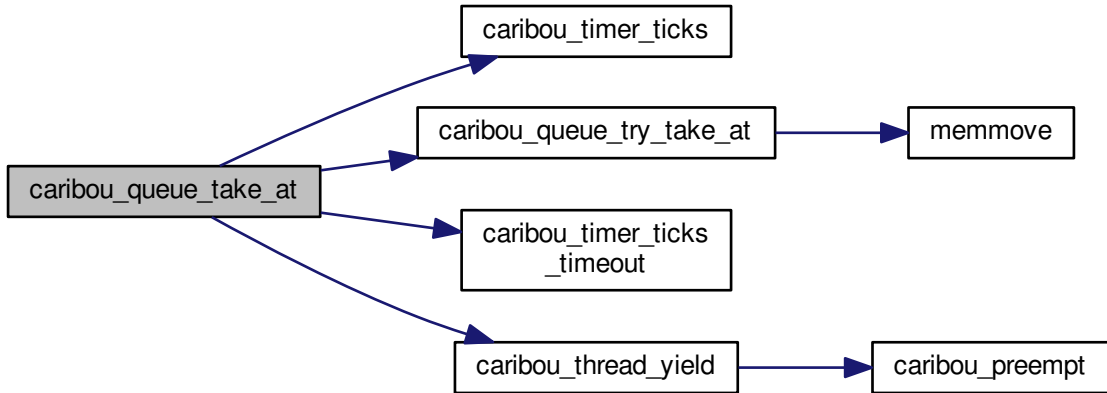 caribou_timer_ticks
caribou_queue_try_take_at
memmove
caribou_queue_take_at
caribou_timer_ticks
_timeout
caribou_thread_yield
caribou_preempt